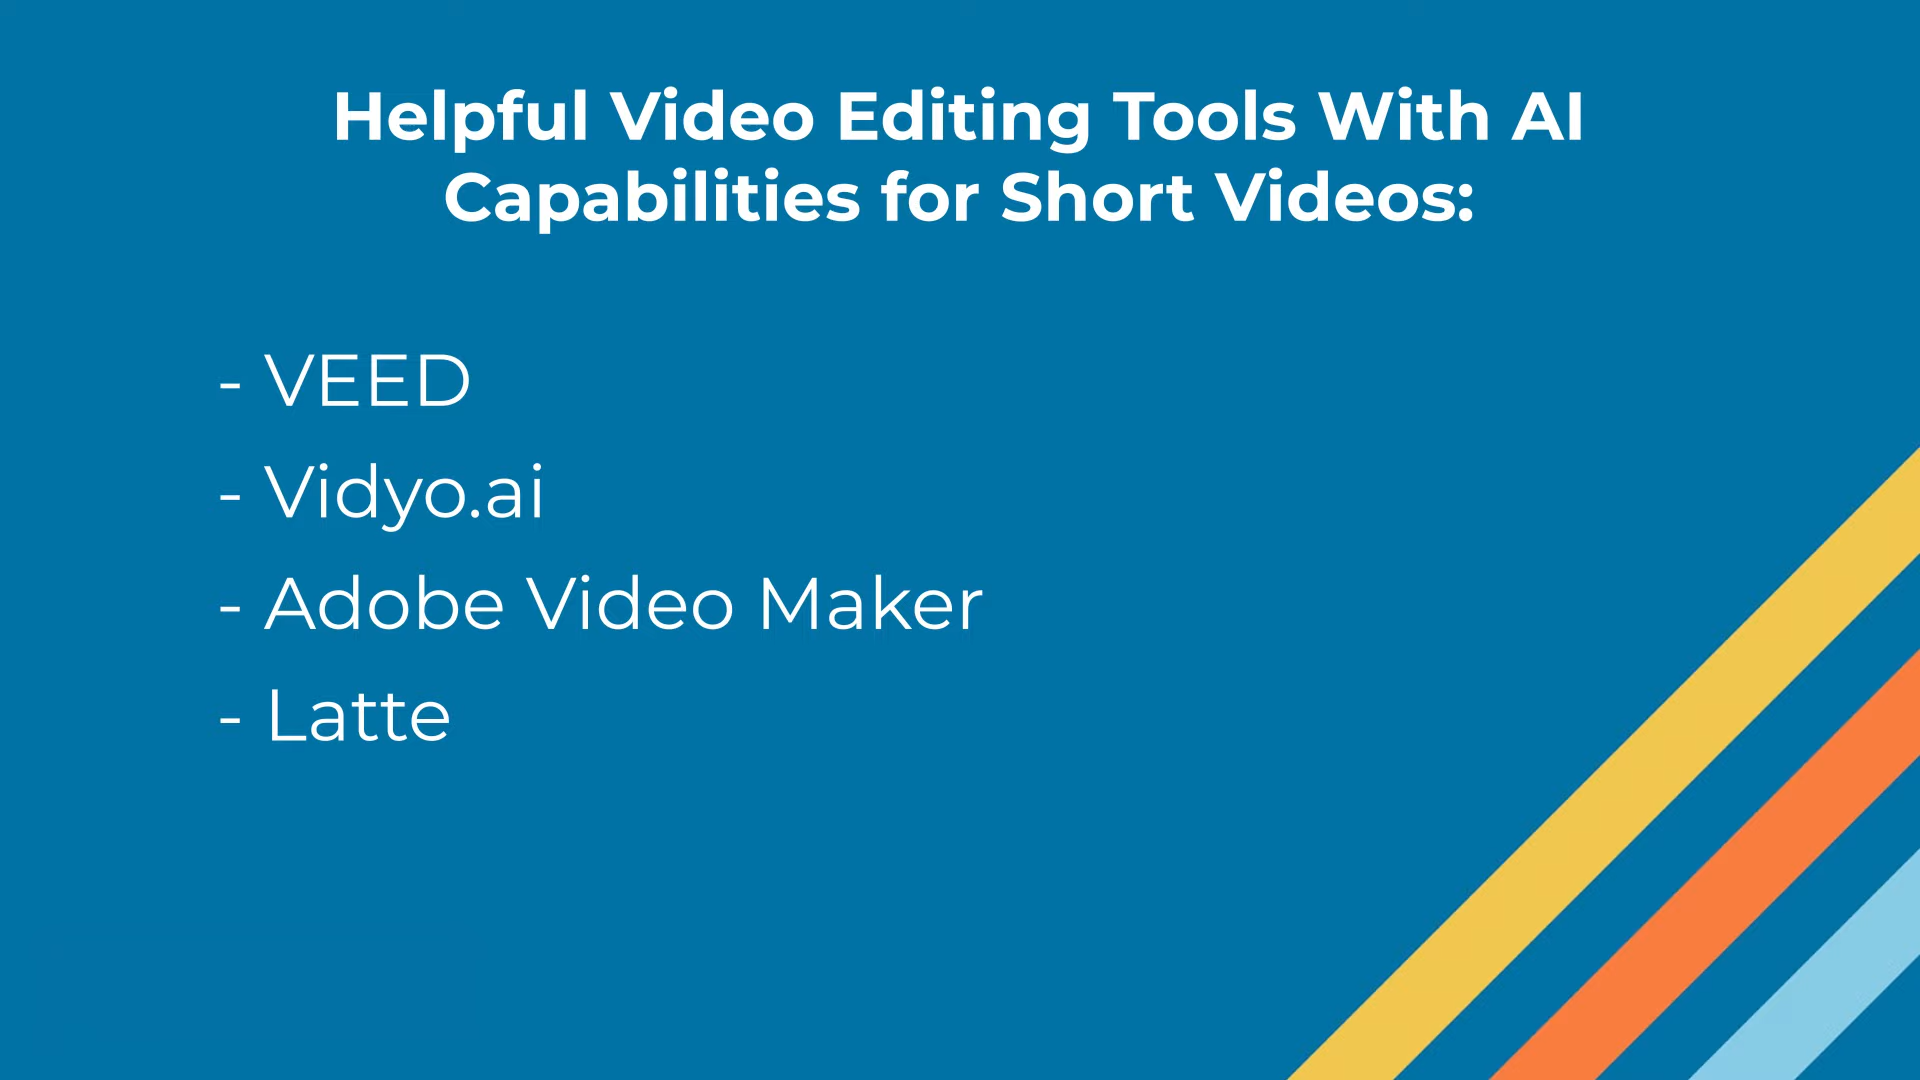 Helpful Video Editing Tools With AI
Capabilities for Short Videos:
- VEED
- Vidyo.ai
- Adobe Video Maker
- Latte